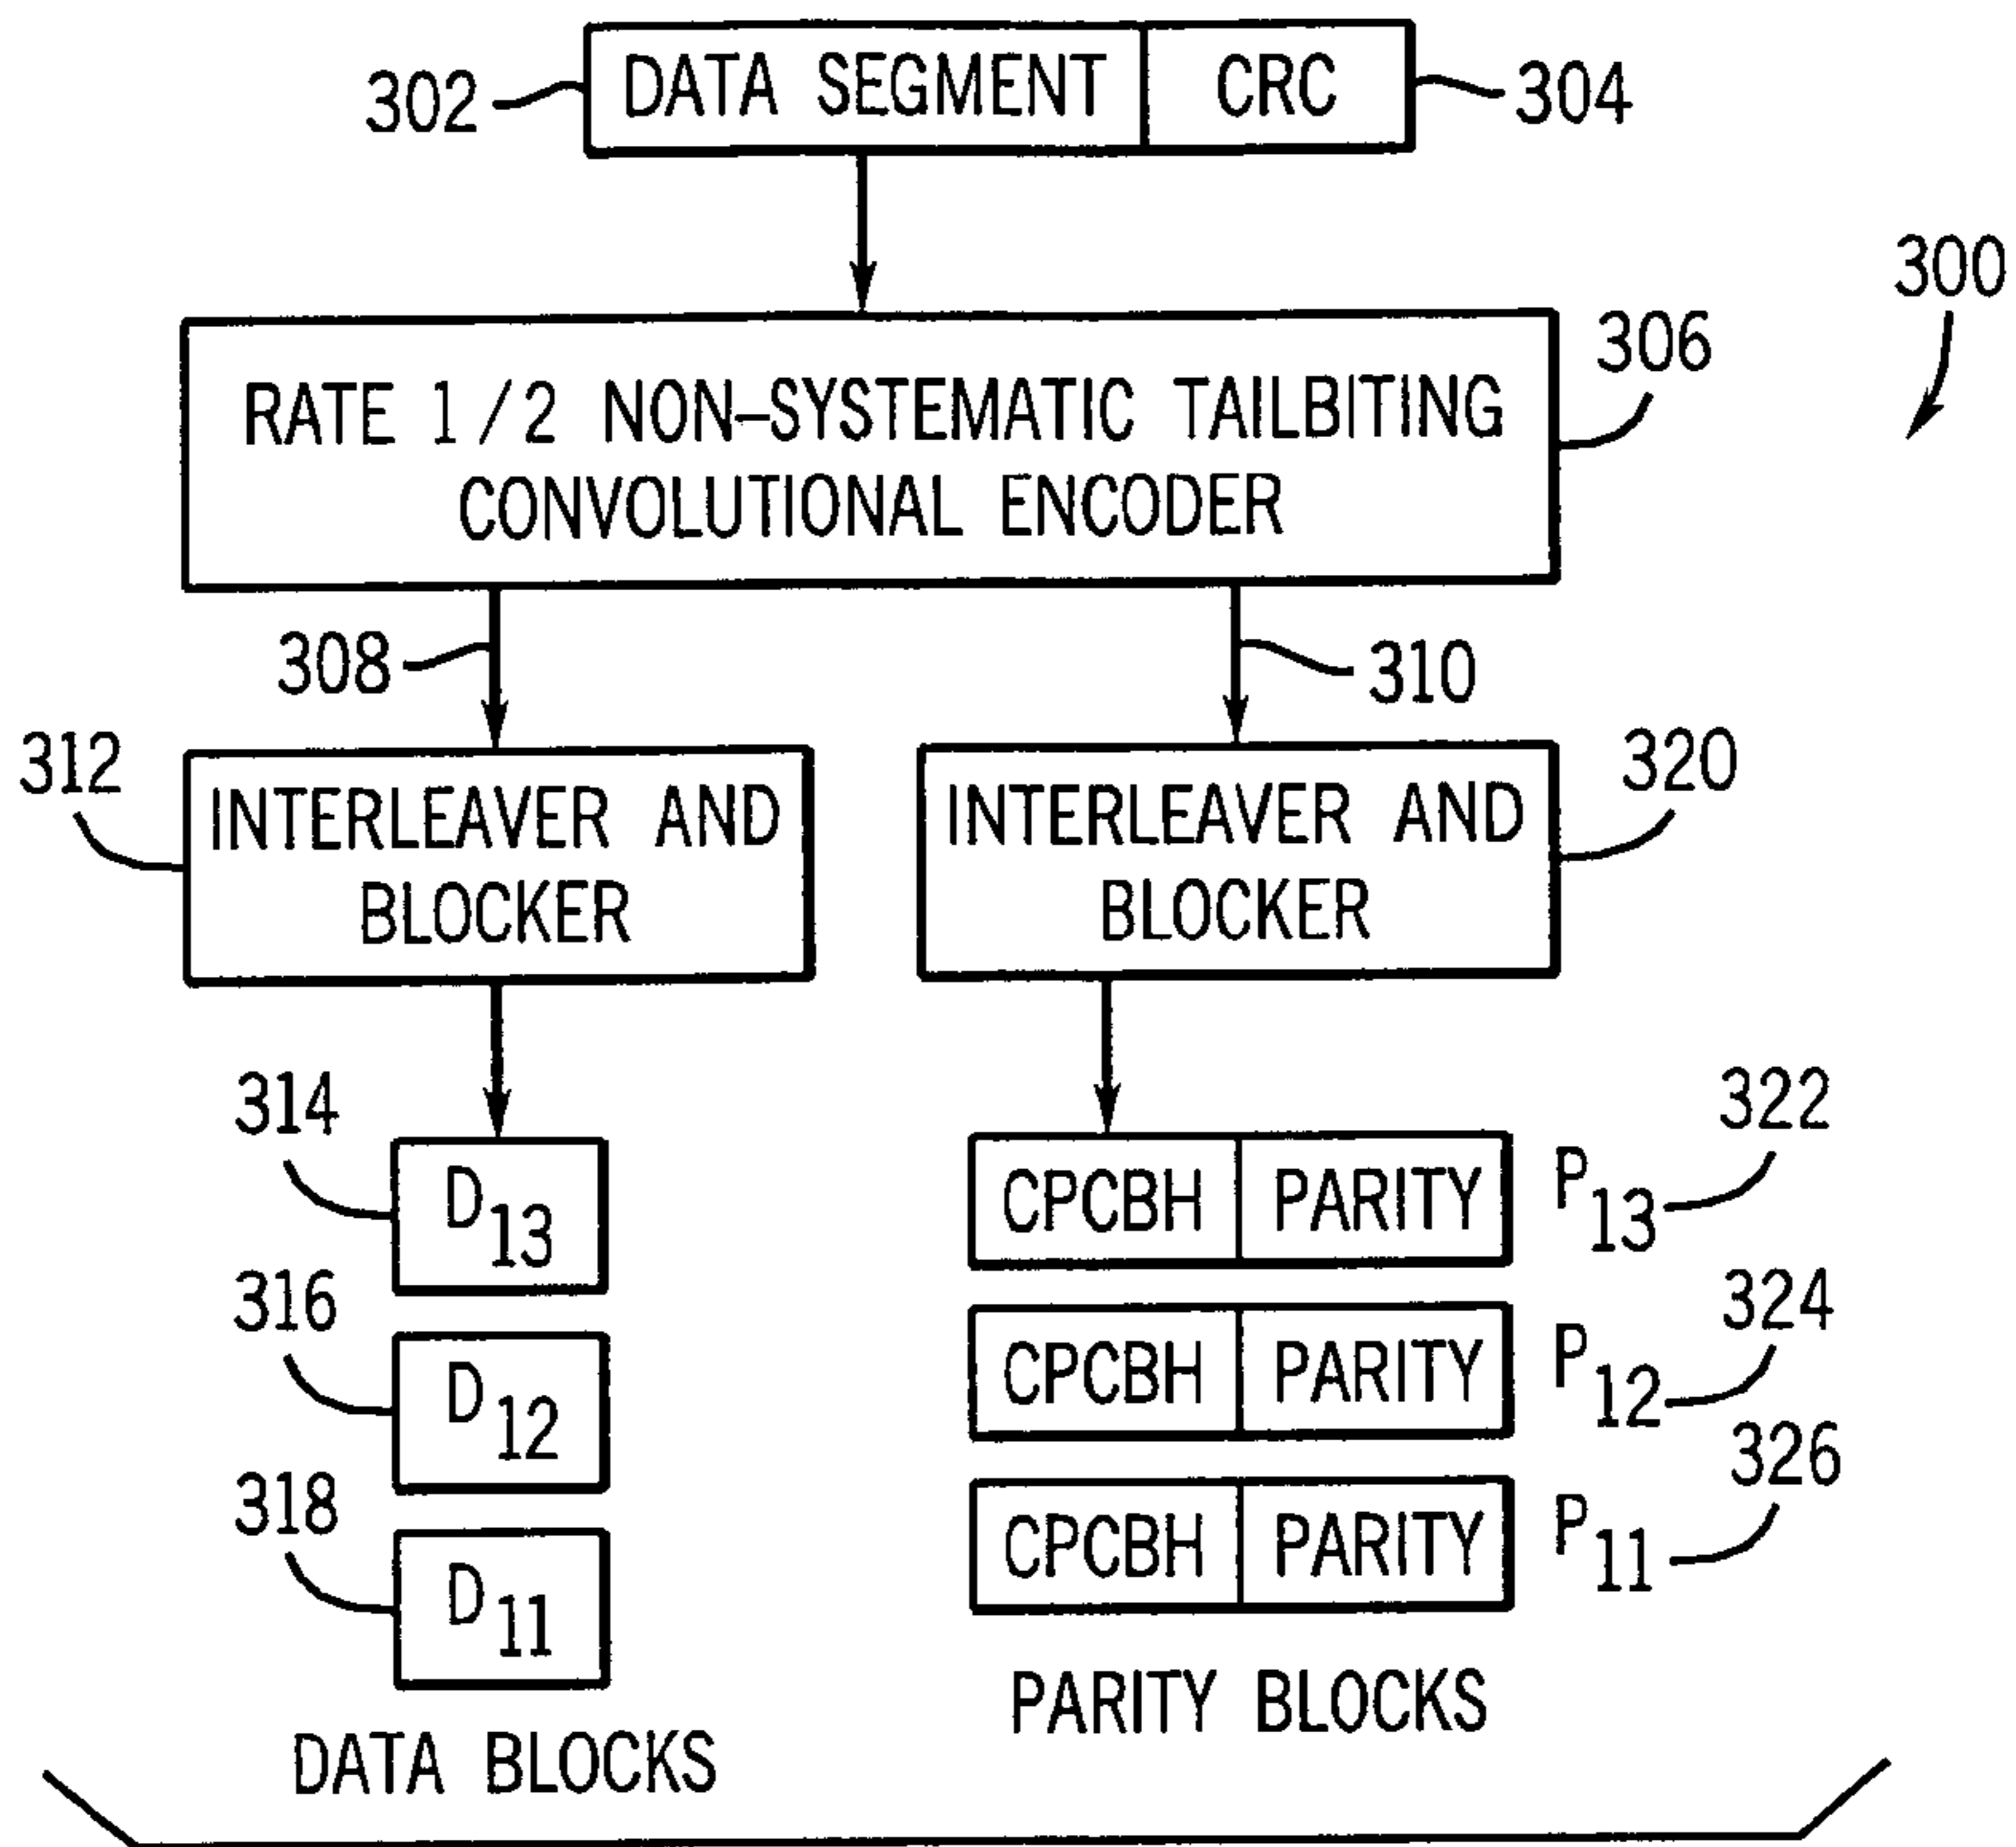 302 DATA SEGMENT CRC 304
300
306
RATE 1/2 NON-SYSTEMATIC TAILBITING
CONVOLUTIONAL ENCODER
308 310
312 320
INTERLEAVER AND
BLOCKER
INTERLEAVER AND
BLOCKER
314 D13
316 D12
318 D11
DATA BLOCKS
CPCBH PARITY P13 322
CPCBH PARITY P12 324
CPCBH PARITY P11 326
PARITY BLOCKS